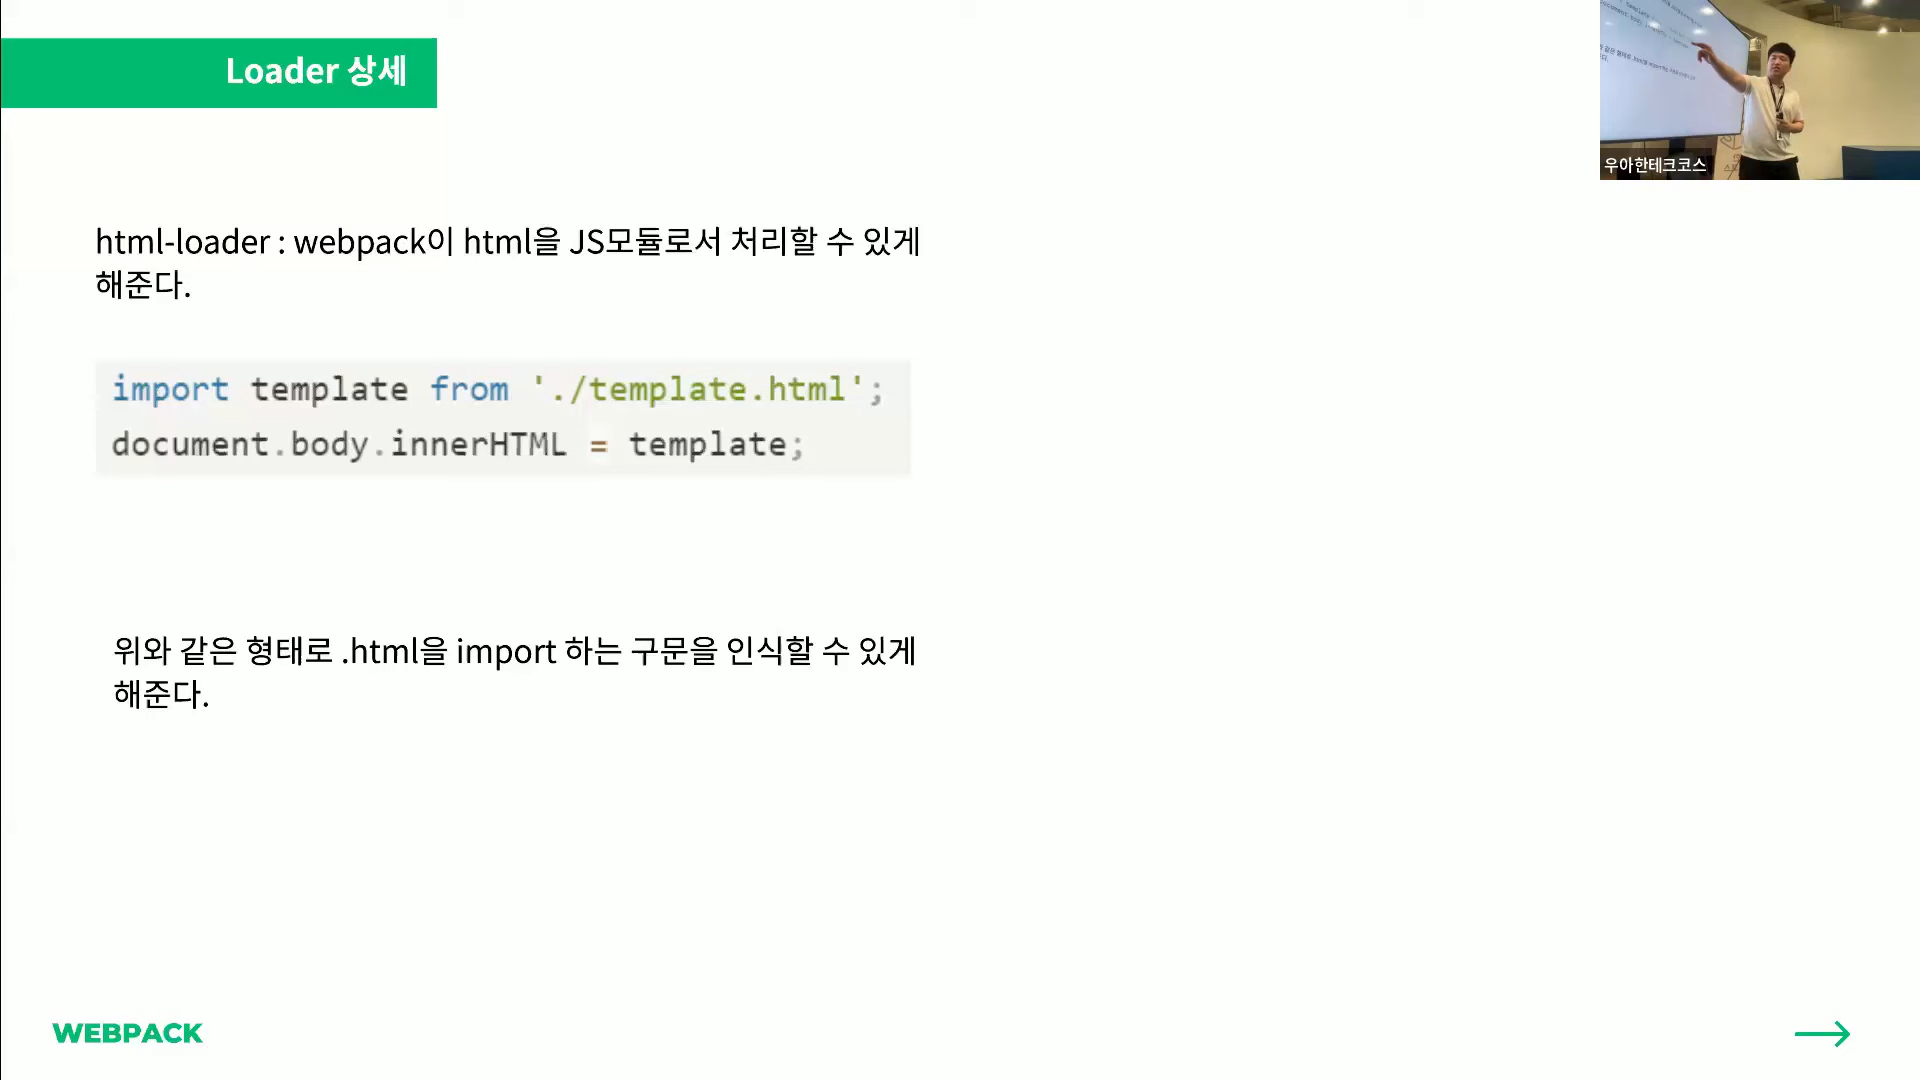 Loader 상세
우아한테크코스
html-loader : webpack이 html을 JS모듈로서 처리할 수 있게
해준다.
import template from './template.html';
document.body.innerHTML = template;
위와 같은 형태로 .html을 import 하는 구문을 인식할 수 있게
해준다.
WEBPACK